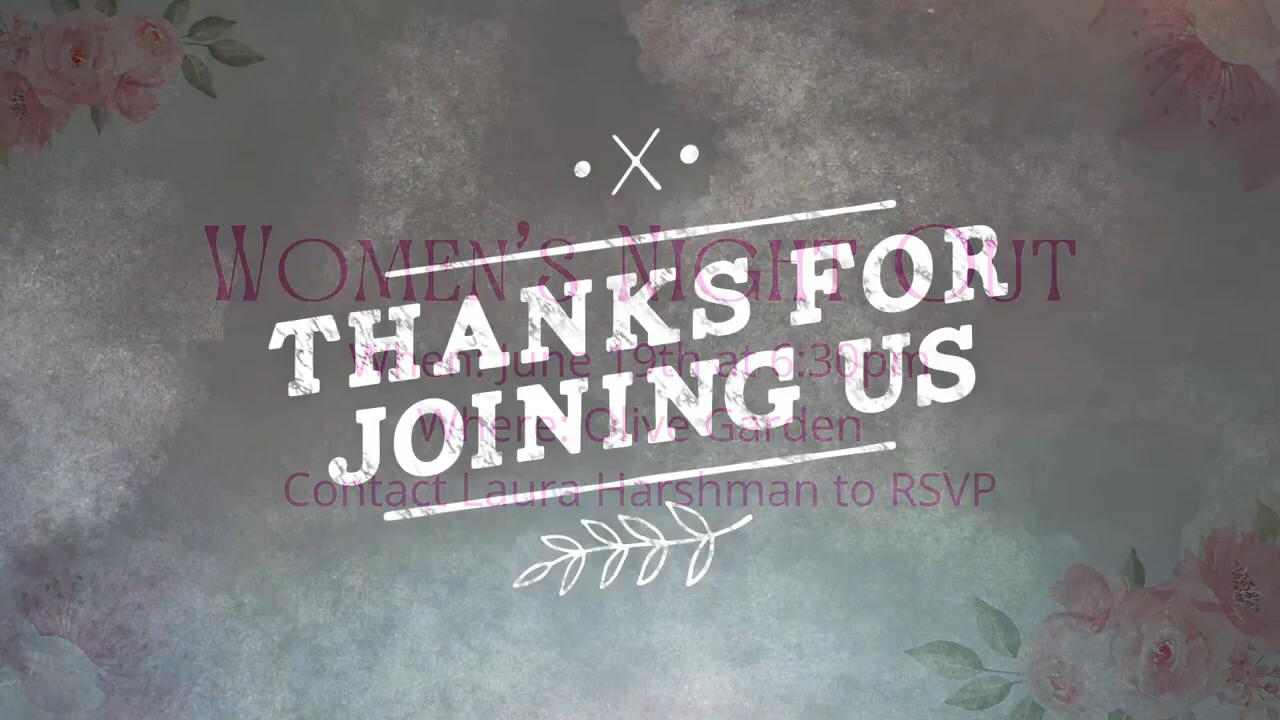 Women's Night Out
THANKS FOR
JOINING US
When: June 19th at 6:30pm
Where: Olive Garden
Contact Laura Harshman to RSVP